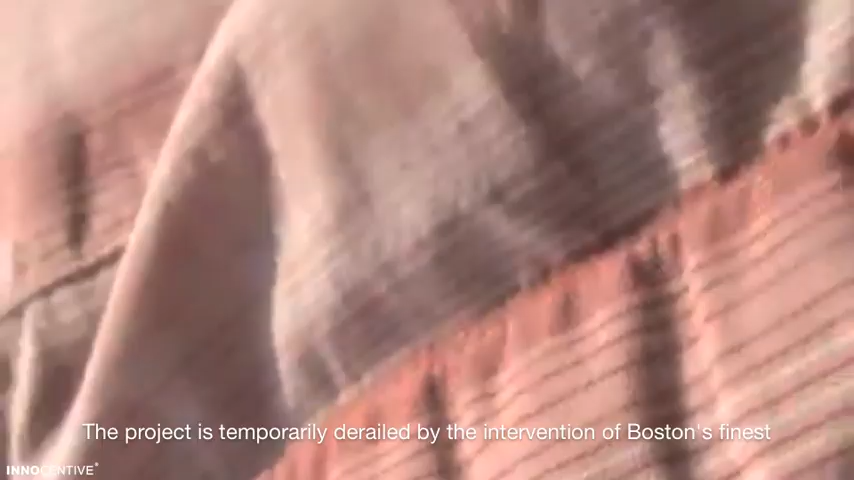 The project is temporarily derailed by the intervention of Boston's finest
INNOCENTIVE®